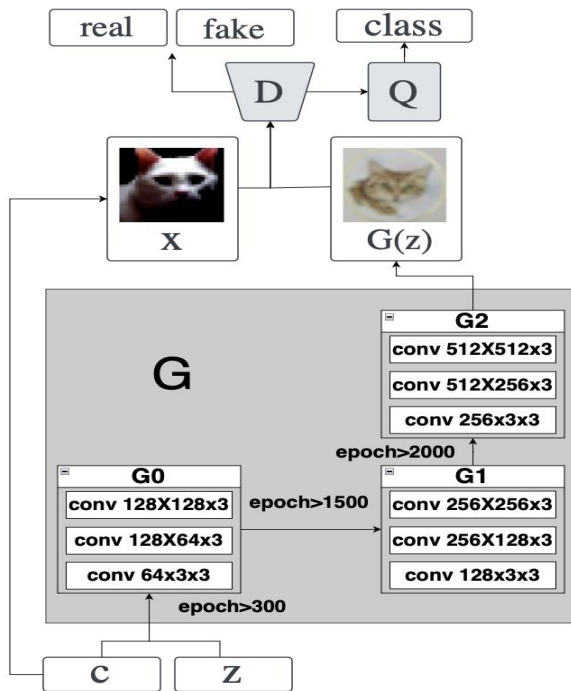 real
fake
class
D
Q
x
G(z)
G
G2
conv 512X512x3
conv 512X256x3
conv 256x3x3
epoch>2000
G0
conv 128X128x3
conv 128X64x3
conv 64x3x3
epoch>1500
G1
conv 256X256x3
conv 256X128x3
conv 128x3x3
epoch>300
c
z